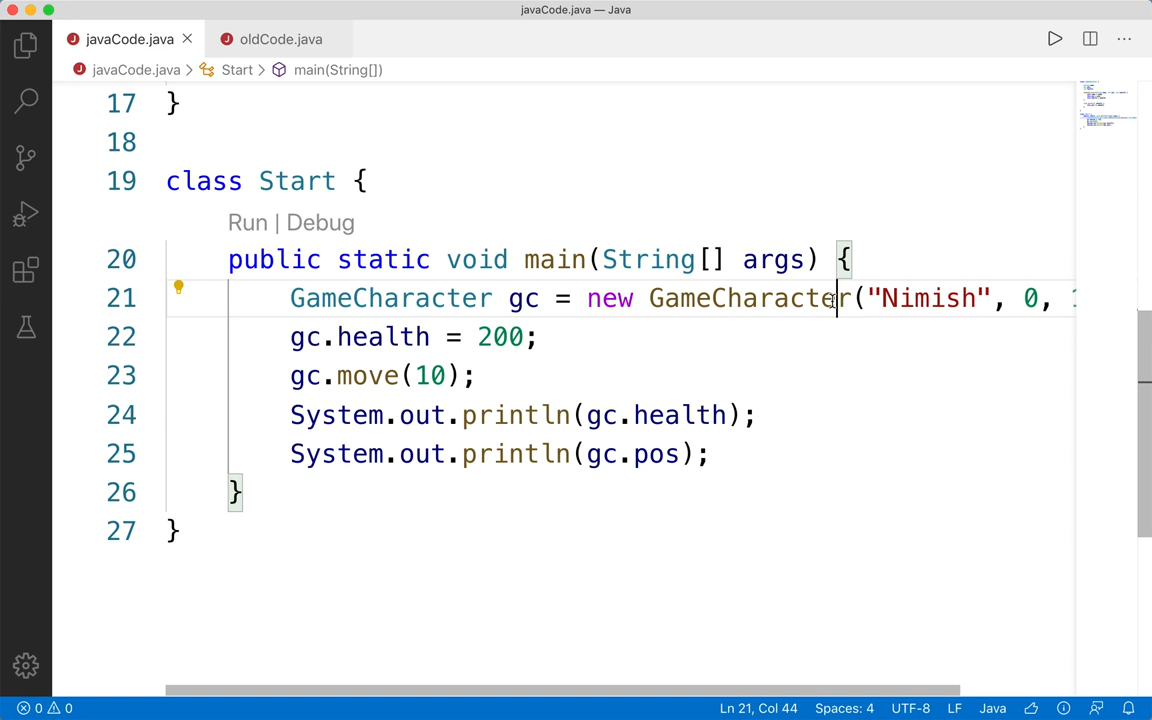 javaCode.java — Java
javaCode.java
oldCode.java
javaCode.java > Start > main(String[])
17 }
18
19 class Start {
Run | Debug
20 public static void main(String[] args) {
21 GameCharacter gc = new GameCharacter("Nimish", 0,
22 gc.health = 200;
23 gc.move(10);
24 System.out.println(gc.health);
25 System.out.println(gc.pos);
26 }
27 }
0 0 Ln 21, Col 44 Spaces: 4 UTF-8 LF Java